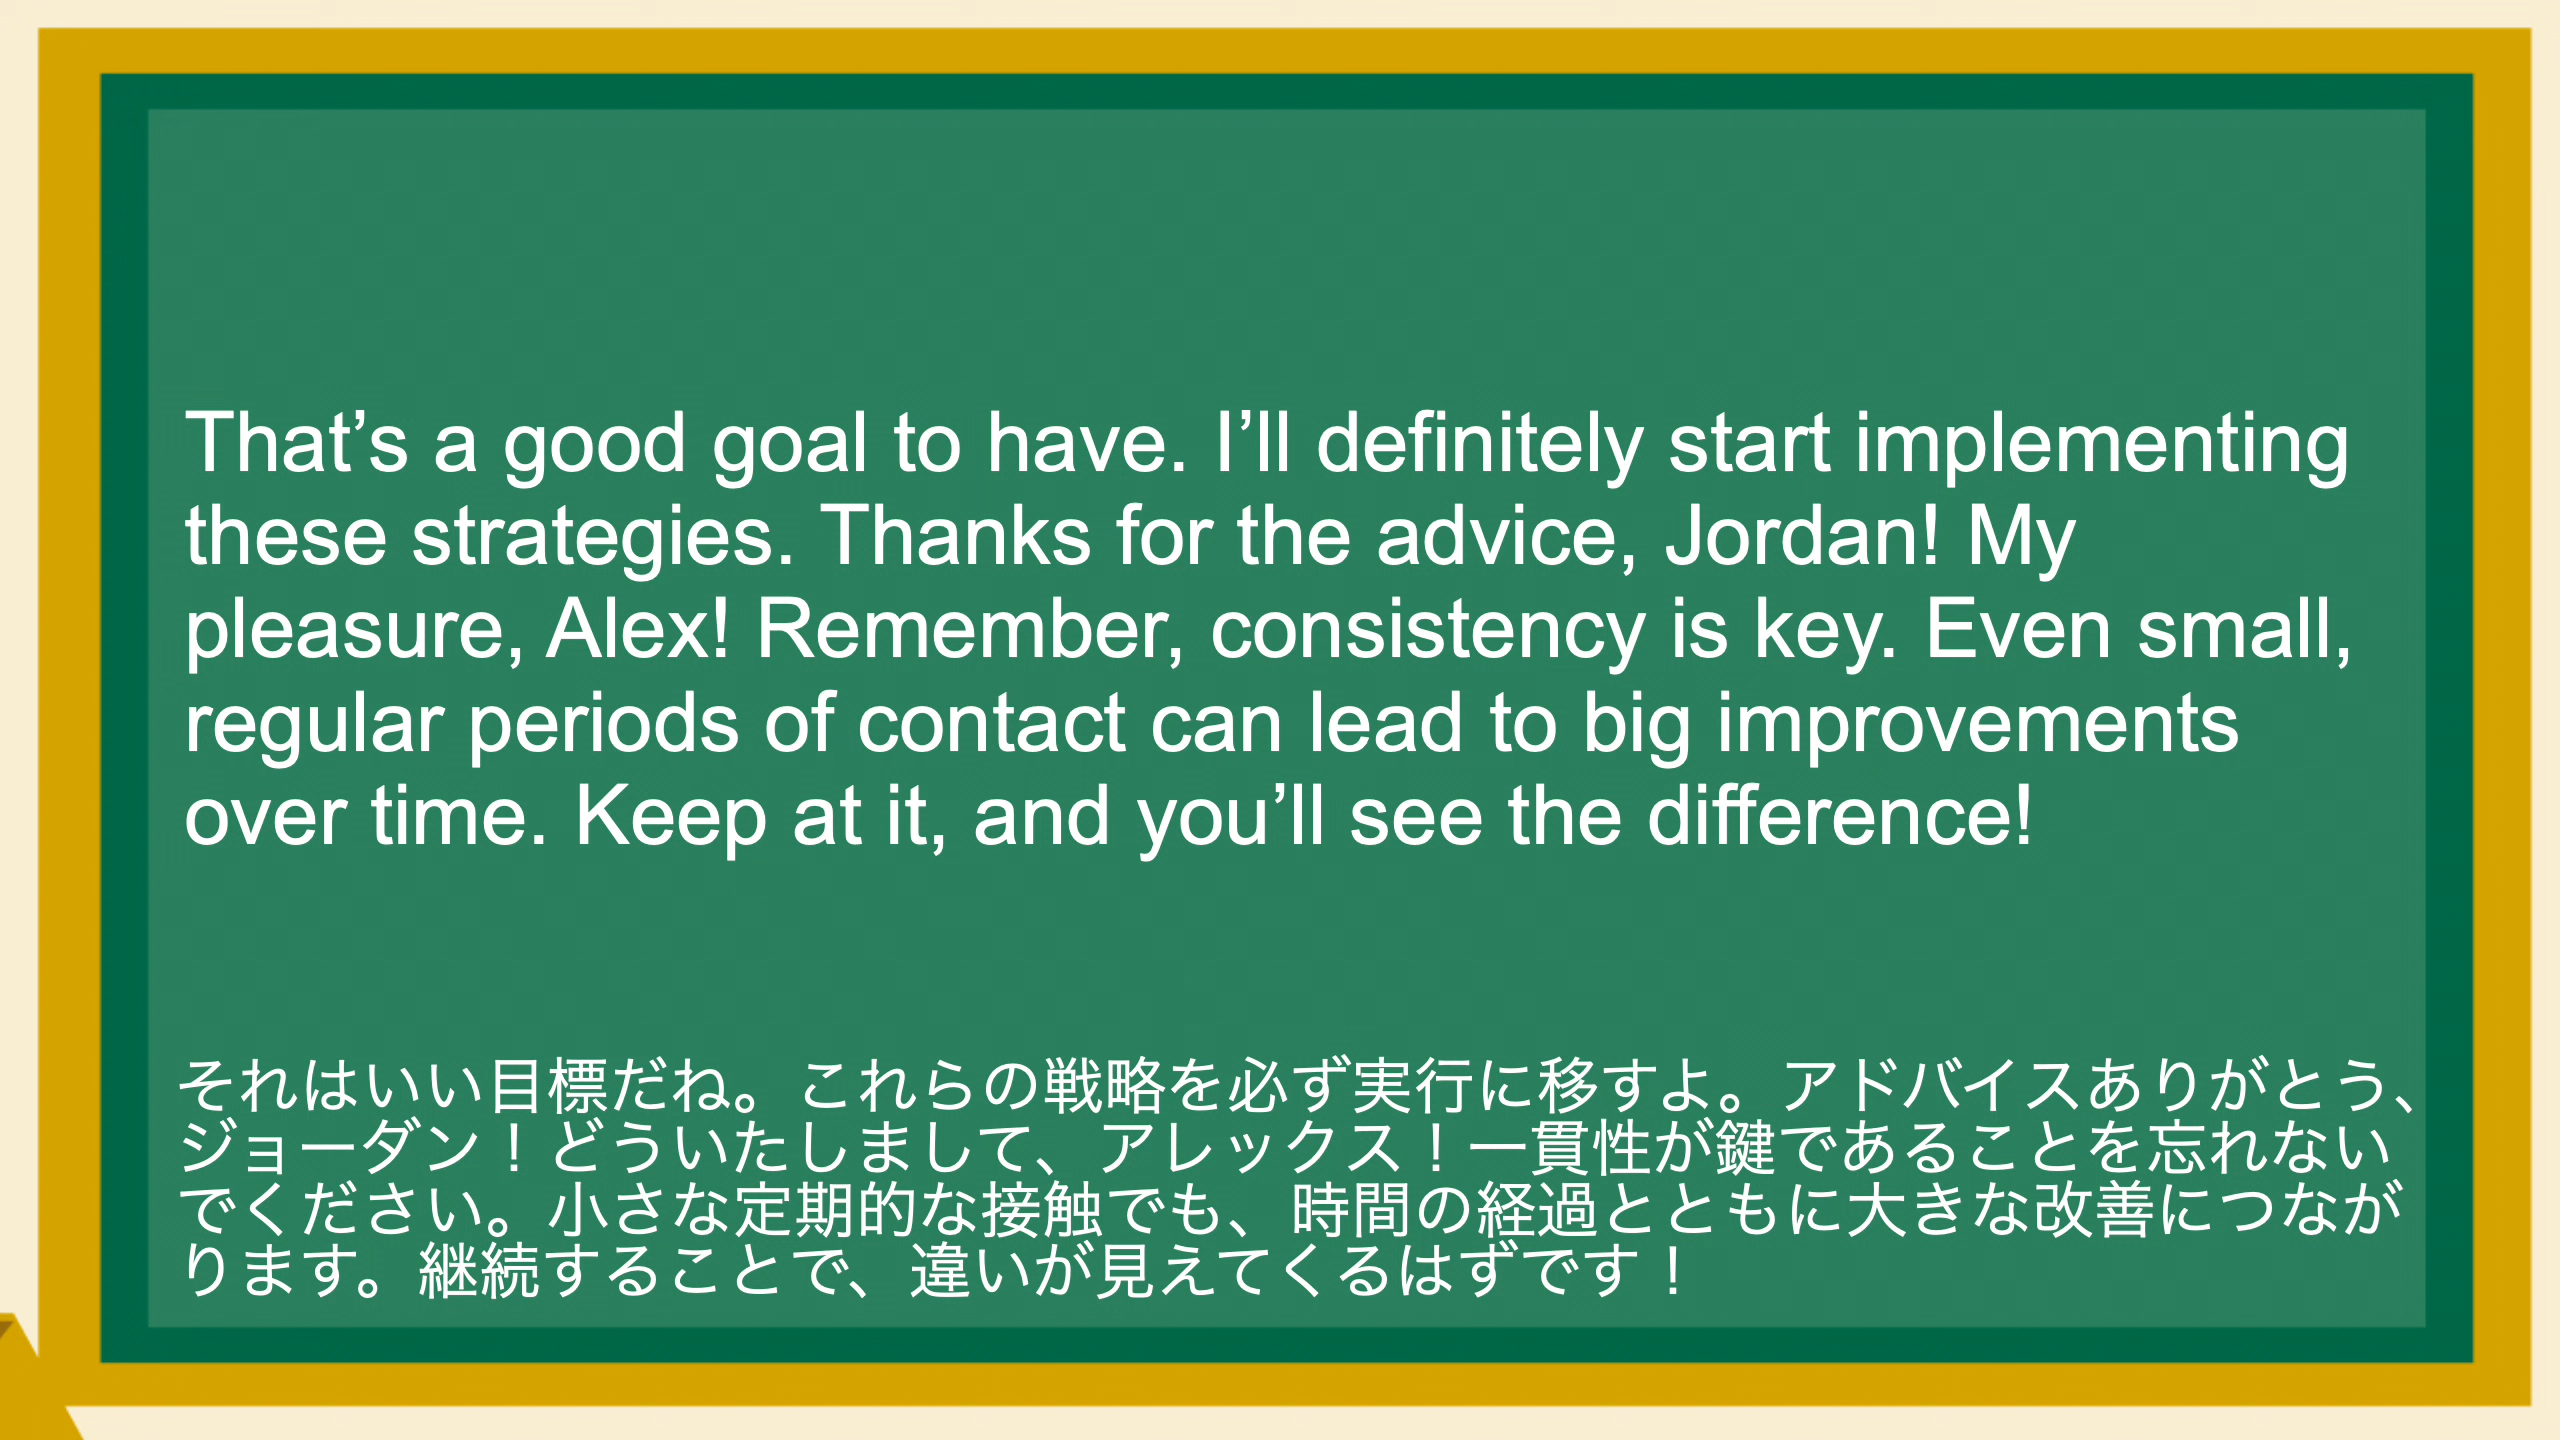 That’s a good goal to have. I’ll definitely start implementing
these strategies. Thanks for the advice, Jordan! My
pleasure, Alex! Remember, consistency is key. Even small,
regular periods of contact can lead to big improvements
over time. Keep at it, and you’ll see the difference!
それはいい目標だね。これらの戦略を必ず実行に移すよ。アドバイスありがとう、
ジョーダン！どういたしまして、アレックス！一貫性が鍵であることを忘れない
でください。小さな定期的な接触でも、時間の経過とともに大きな改善につなが
ります。継続することで、違いが見えてくるはずです！